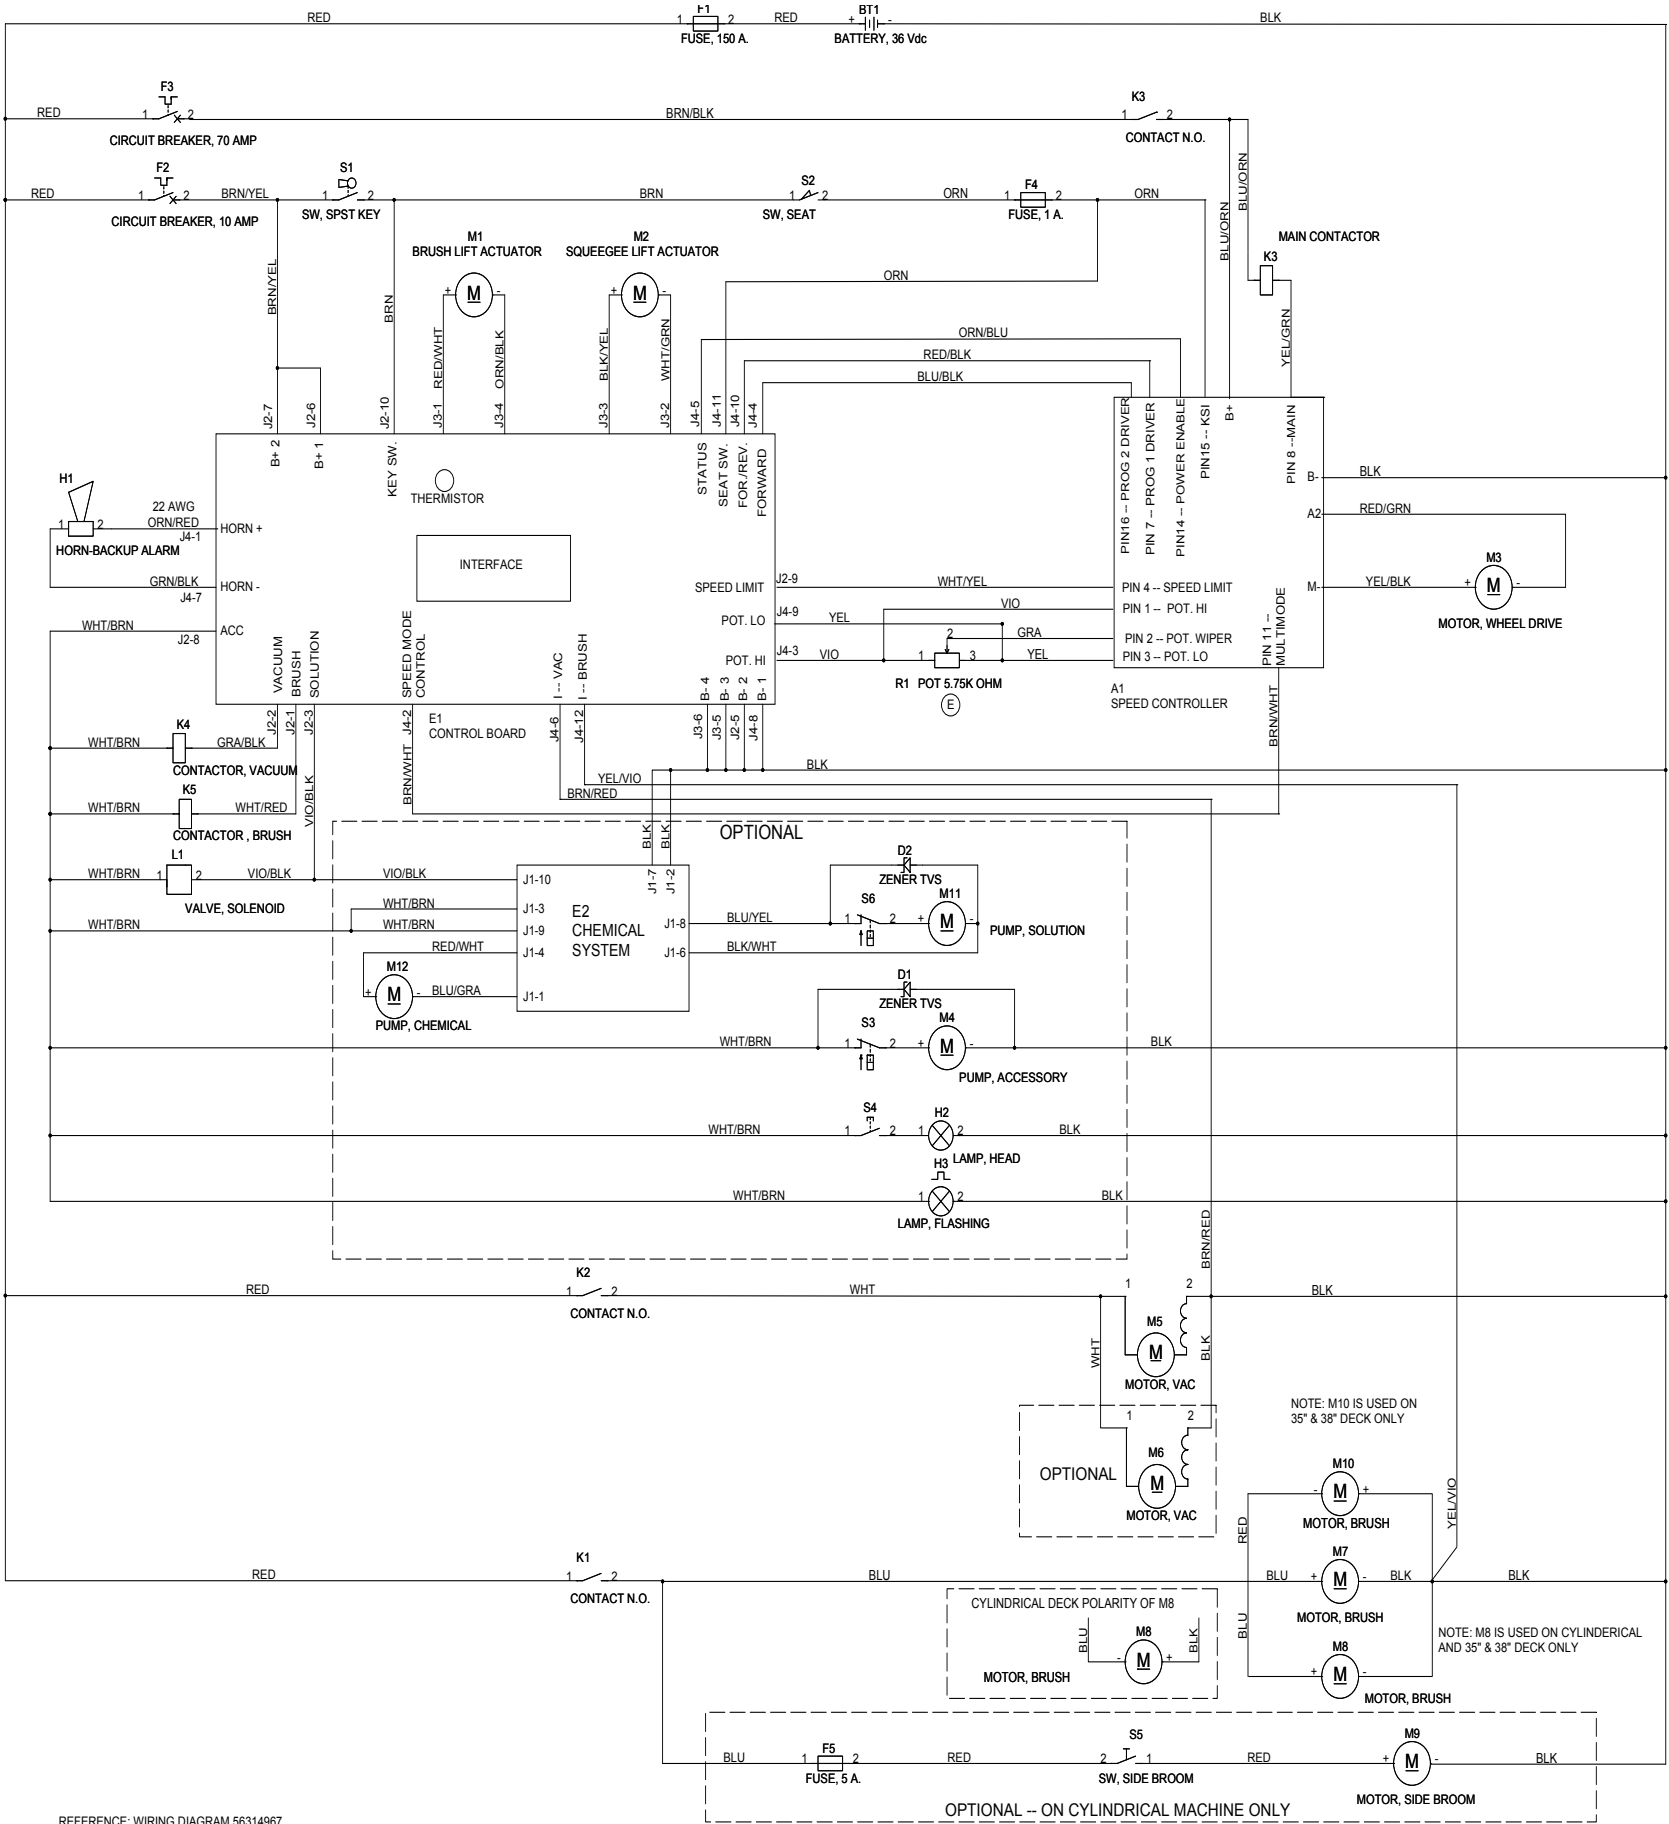 RED
F1
1 2
FUSE, 150 A.
RED
BT1
+ -
BATTERY, 36 Vdc
BLK
RED
F3
1 2
CIRCUIT BREAKER, 70 AMP
BRN/BLK
K3
1 2
CONTACT N.O.
RED
F2
1 2
CIRCUIT BREAKER, 10 AMP
BRN/YEL
S1
1 2
SW, SPST KEY
BRN
S2
1 2
SW, SEAT
ORN
F4
1 2
FUSE, 1 A.
ORN
BLU/ORN
BLU/ORN
MAIN CONTACTOR
K3
YEL/GRN
BRN/YEL
BRN
M1
BRUSH LIFT ACTUATOR
+ M -
RED/WHT
ORN/BLK
M2
SQUEEGEE LIFT ACTUATOR
+ M -
BLK/YEL
WHT/GRN
ORN
ORN/BLU
RED/BLK
BLU/BLK
J2-7
J2-6
J2-10
J3-1
J3-4
J3-3
J3-2
J4-5
J4-11
J4-10
J4-4
B+ 2
B+ 1
KEY SW.
THERMISTOR
STATUS
SEAT SW.
FOR./REV.
FORWARD
INTERFACE
H1
1 2
HORN-BACKUP ALARM
22 AWG
ORN/RED
J4-1
HORN +
GRN/BLK
J4-7
HORN -
WHT/BRN
J2-8
ACC
VACUUM
BRUSH
SOLUTION
SPEED MODE
CONTROL
I -- VAC
I -- BRUSH
B- 4
B- 3
B- 2
B- 1
SPEED LIMIT
POT. LO
POT. HI
J2-9
J4-9
J4-3
WHT/YEL
YEL
VIO
VIO
GRA
YEL
1 2 3
R1 POT 5.75K OHM
E
PIN16 -- PROG 2 DRIVER
PIN 7 -- PROG 1 DRIVER
PIN14 -- POWER ENABLE
PIN15 -- KSI
B+
PIN 8 --MAIN
B-
A2
M-
PIN 4 -- SPEED LIMIT
PIN 1 -- POT. HI
PIN 2 -- POT. WIPER
PIN 3 -- POT. LO
PIN 11 --
MULTIMODE
A1
SPEED CONTROLLER
BLK
RED/GRN
YEL/BLK
M3
+ M -
MOTOR, WHEEL DRIVE
J2-2
J2-1
J2-3
J4-2
E1
CONTROL BOARD
J4-6
J4-12
J3-6
J3-5
J2-5
J4-8
BRN/WHT
WHT/BRN
K4
GRA/BLK
CONTACTOR, VACUUM
WHT/BRN
K5
WHT/RED
CONTACTOR , BRUSH
VIO/BLK
BRN/WHT
YEL/VIO
BRN/RED
BLK
WHT/BRN
L1
1 2
VIO/BLK
VALVE, SOLENOID
WHT/BRN
OPTIONAL
BLK
BLK
VIO/BLK
WHT/BRN
WHT/BRN
RED/WHT
BLU/GRA
M12
+ M -
PUMP, CHEMICAL
J1-10
J1-3
J1-9
J1-4
J1-1
E2
CHEMICAL
SYSTEM
J1-7
J1-2
J1-8
J1-6
BLU/YEL
BLK/WHT
D2
ZENER TVS
S6
1 2
M11
+ M -
PUMP, SOLUTION
D1
ZENER TVS
WHT/BRN
S3
1 2
M4
+ M -
PUMP, ACCESSORY
BLK
WHT/BRN
S4
1 2
H2
1 2
LAMP, HEAD
BLK
WHT/BRN
H3
1 2
LAMP, FLASHING
BLK
BRN/RED
RED
K2
1 2
CONTACT N.O.
WHT
1 2
M5
M
MOTOR, VAC
BLK
WHT
BLK
OPTIONAL
1 2
M6
M
MOTOR, VAC
NOTE: M10 IS USED ON
35" & 38" DECK ONLY
M10
- M +
MOTOR, BRUSH
RED
YEL/VIO
RED
K1
1 2
CONTACT N.O.
BLU
BLU
M7
+ M -
BLK
BLK
MOTOR, BRUSH
CYLINDRICAL DECK POLARITY OF M8
BLU
M8
- M +
BLK
MOTOR, BRUSH
BLU
M8
+ M -
MOTOR, BRUSH
NOTE: M8 IS USED ON CYLINDERICAL
AND 35" & 38" DECK ONLY
BLU
F5
1 2
FUSE, 5 A.
RED
S5
2 1
SW, SIDE BROOM
RED
M9
+ M -
MOTOR, SIDE BROOM
BLK
OPTIONAL -- ON CYLINDRICAL MACHINE ONLY
REFERENCE: WIRING DIAGRAM 56314967